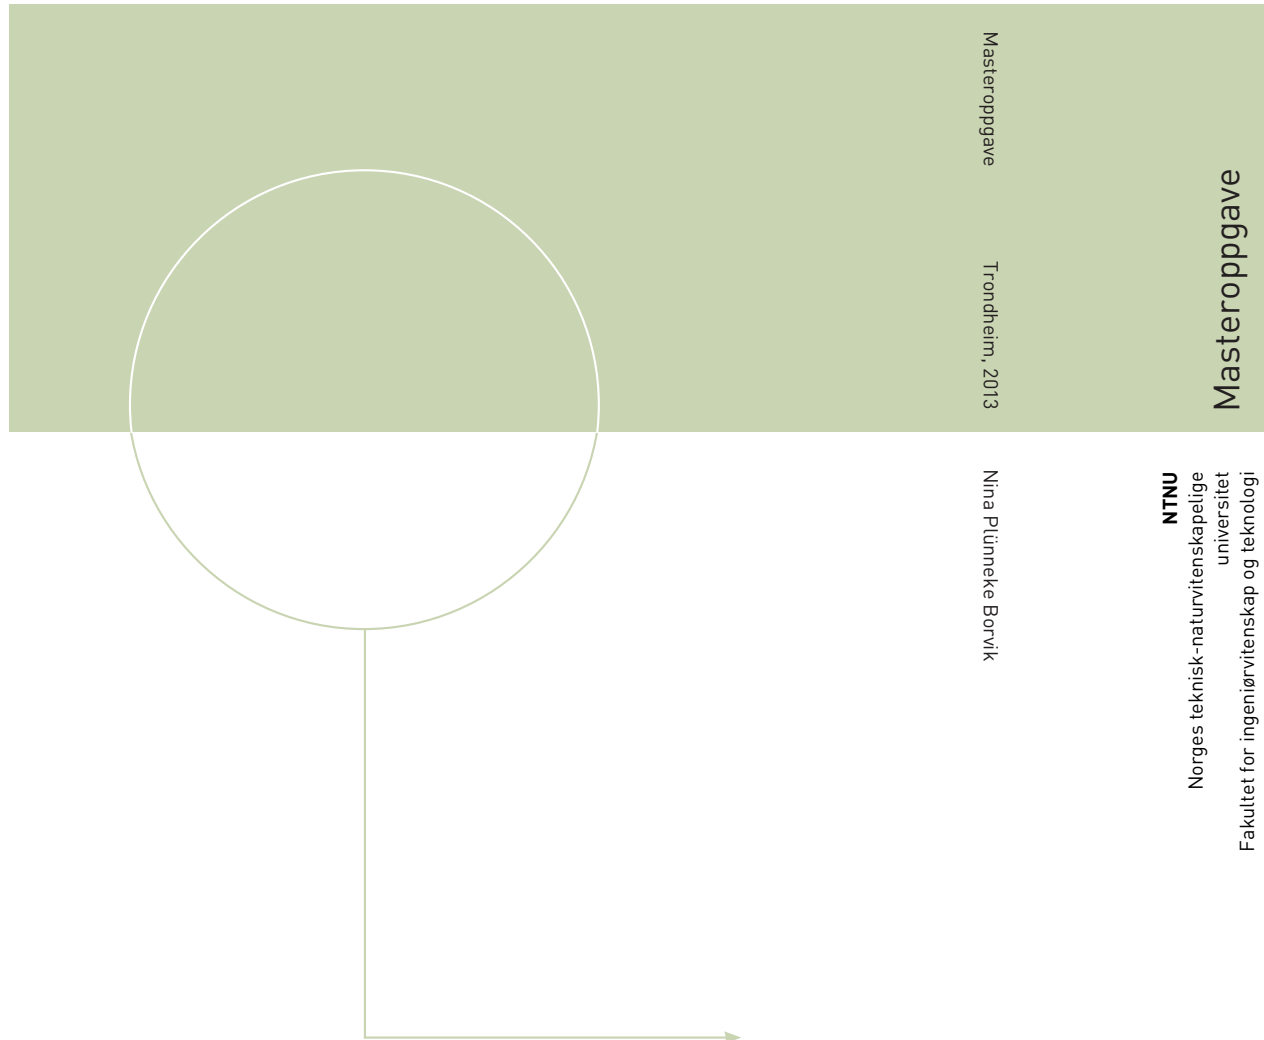 Masteroppgave
Trondheim, 2013
Nina Plünneke Borvik
Masteroppgave
NTNU
Norges teknisk-naturvitenskapelige
universitet
Fakultet for ingeniørvitenskap og teknologi